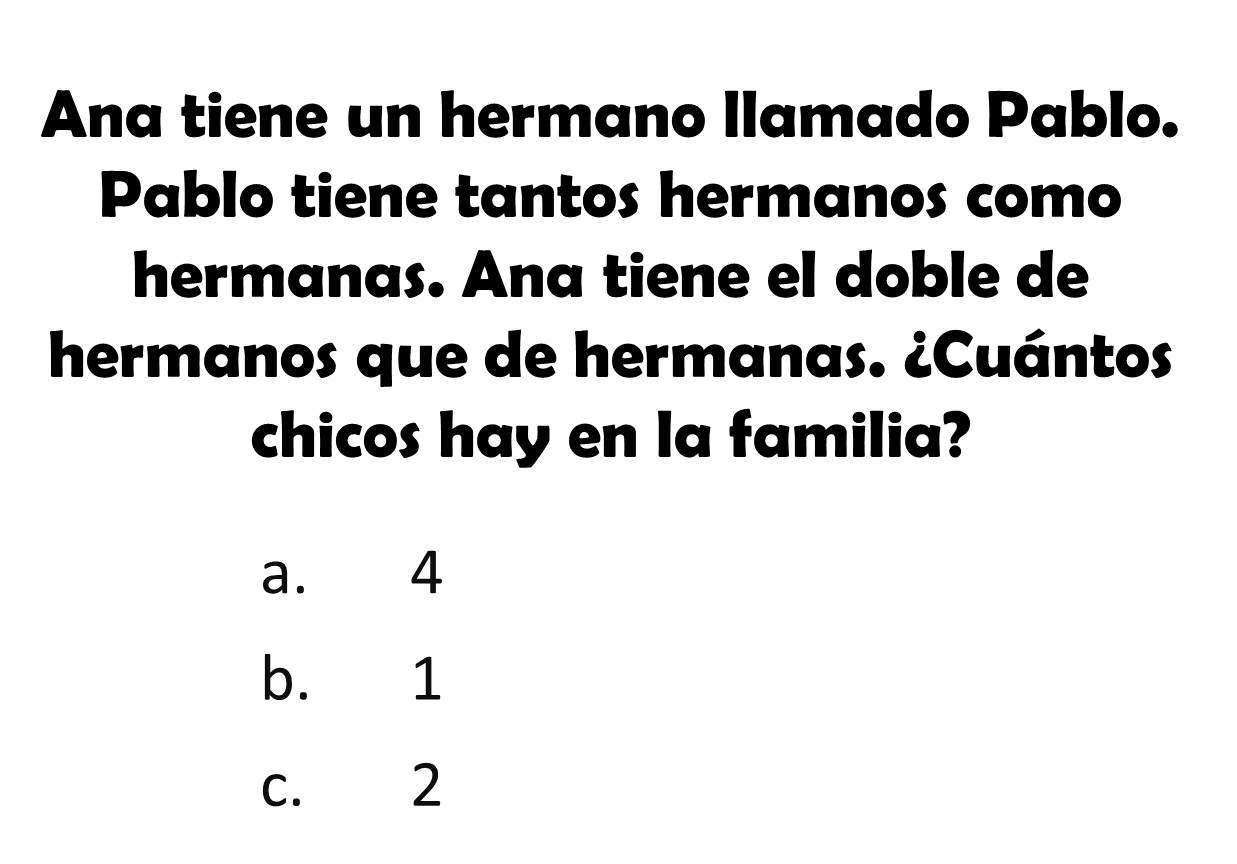 Ana tiene un hermano llamado Pablo.
Pablo tiene tantos hermanos como
hermanas. Ana tiene el doble de
hermanos que de hermanas. ¿Cuántos
chicos hay en la familia?
a. 4
b. 1
c. 2